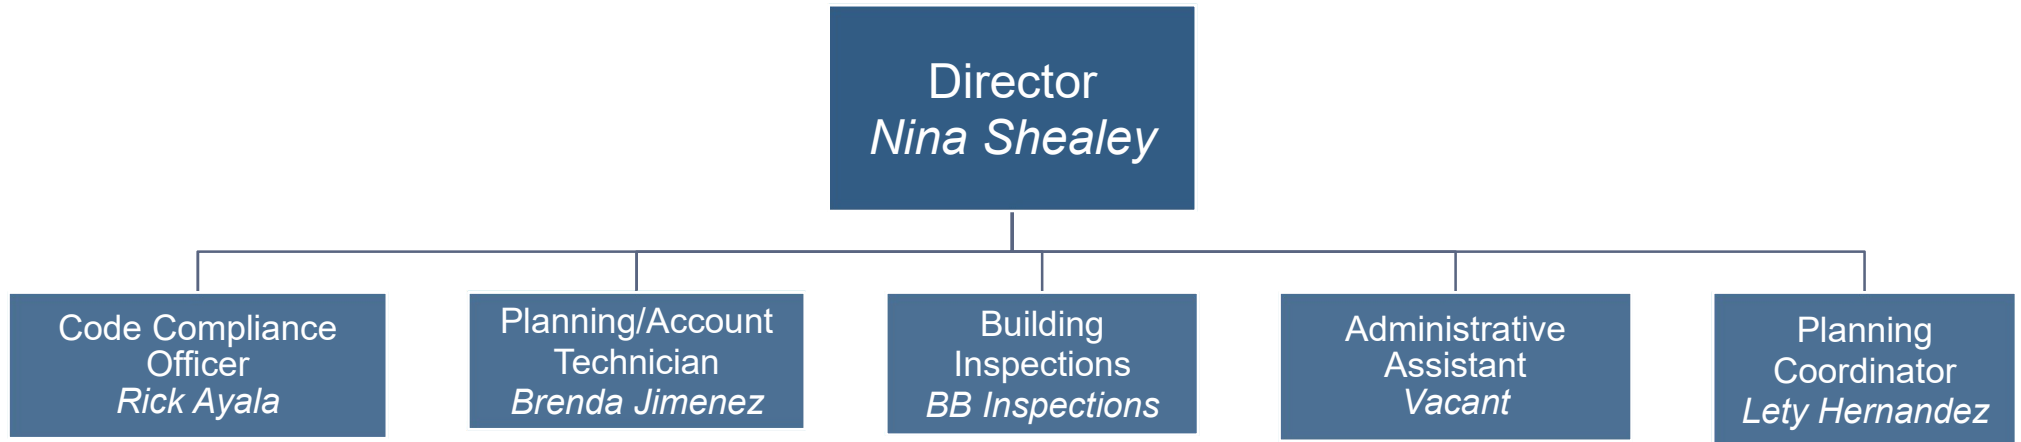 Director
Nina Shealey
Code Compliance
Officer
Rick Ayala
Planning/Account
Technician
Brenda Jimenez
Building
Inspections
BB Inspections
Administrative
Assistant
Vacant
Planning
Coordinator
Lety Hernandez